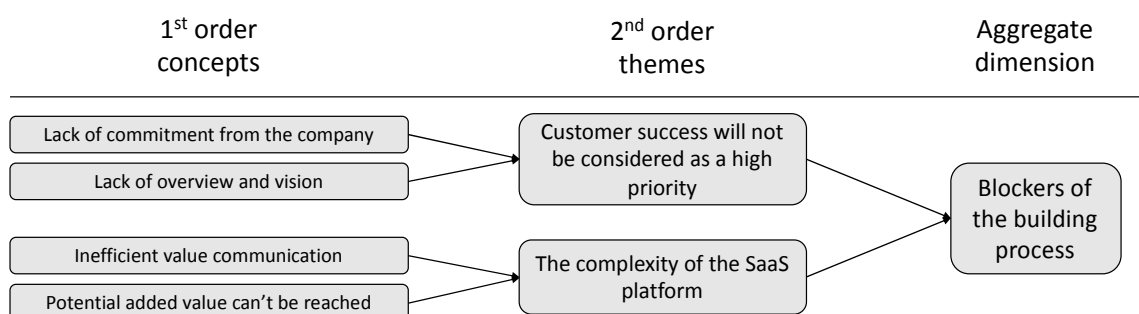 1st order
concepts
2nd order
themes
Aggregate
dimension
Lack of commitment from the company
Lack of overview and vision
Customer success will not
be considered as a high
priority
Inefficient value communication
Potential added value can’t be reached
The complexity of the SaaS
platform
Blockers of
the building
process